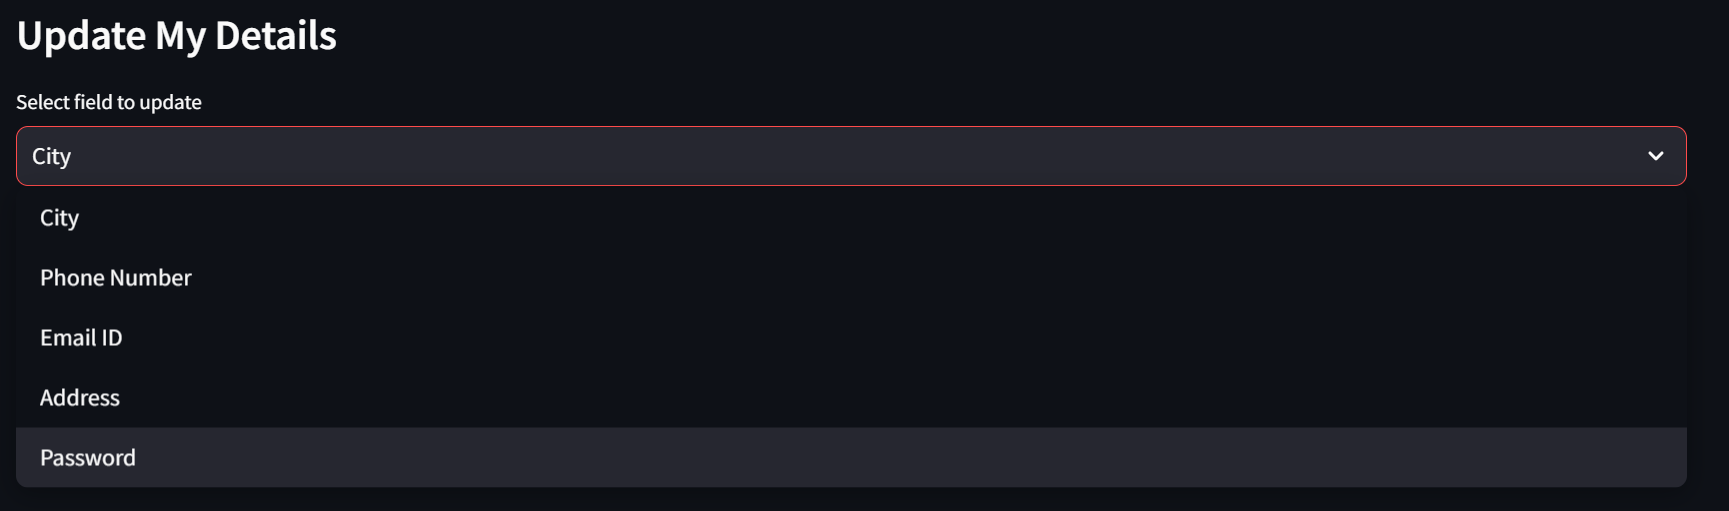 Update My Details
Select field to update
City
City
Phone Number
Email ID
Address
Password